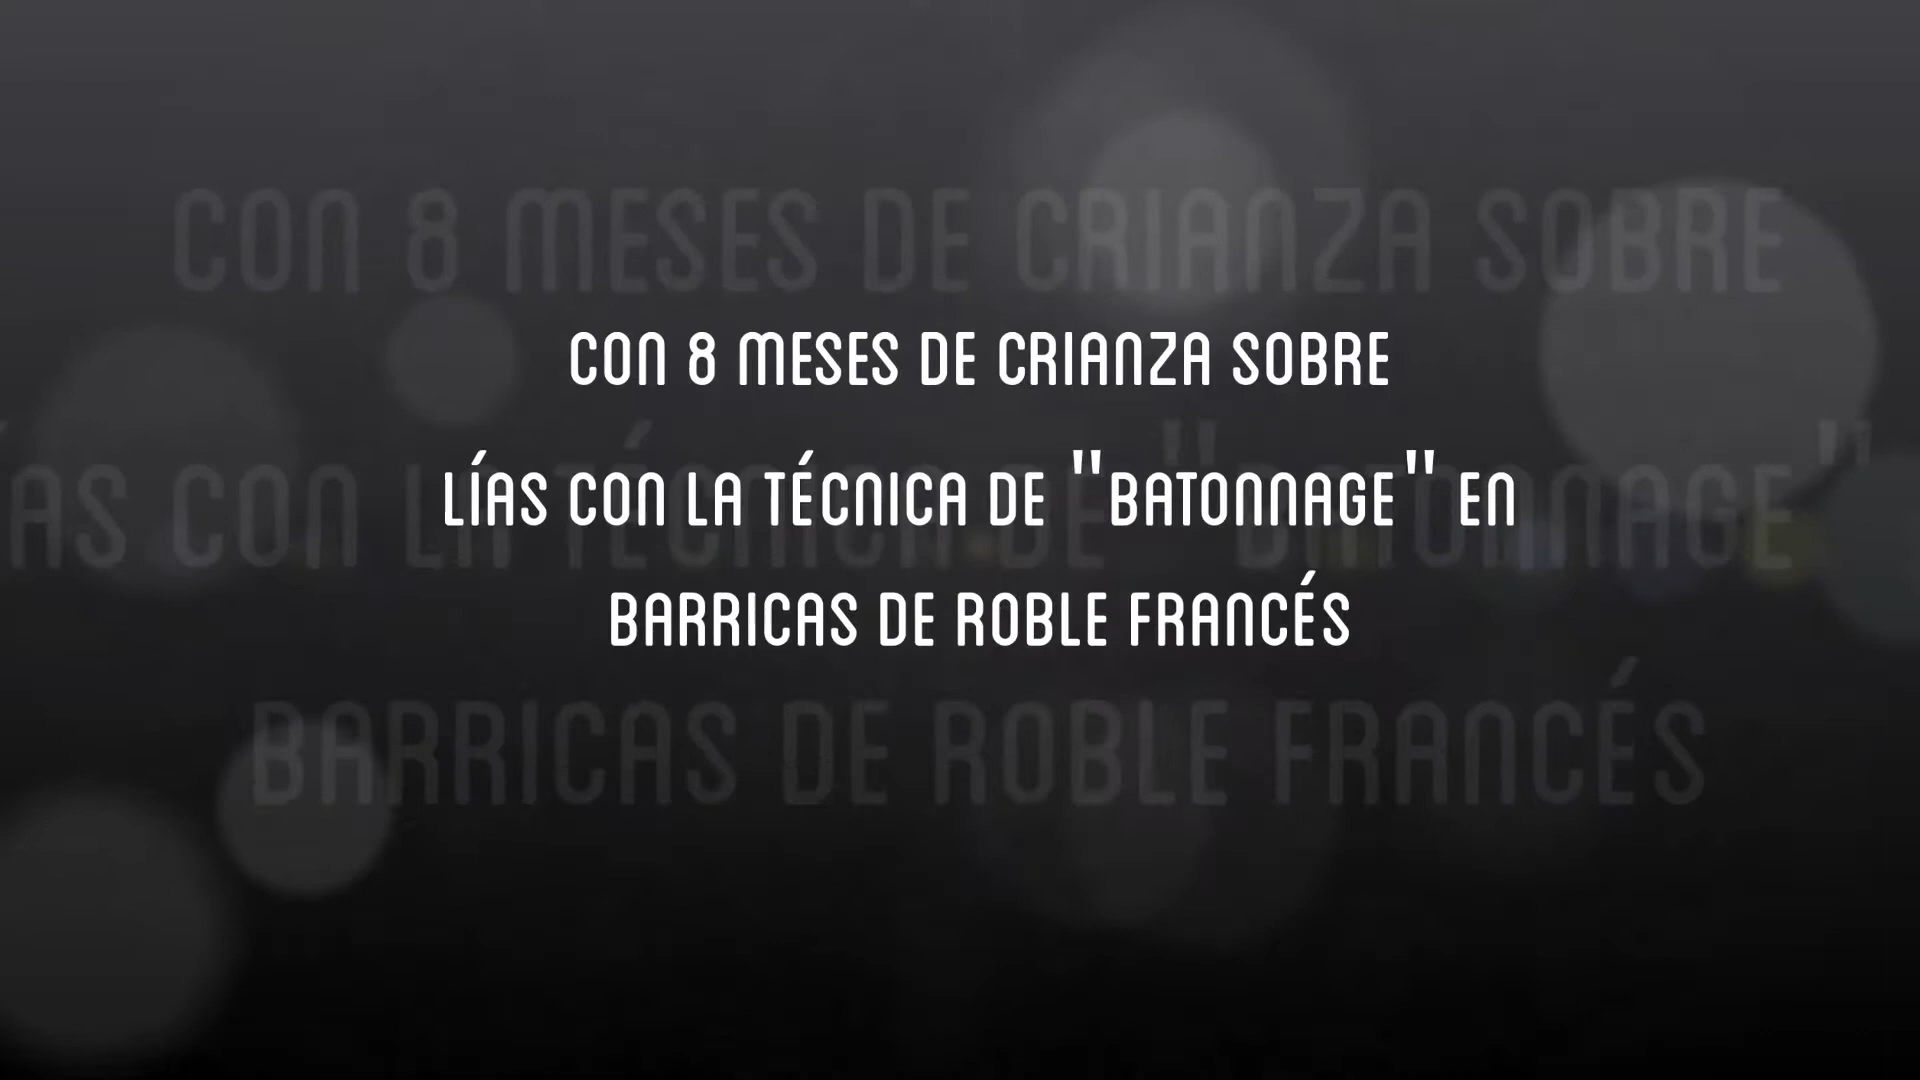 CON 8 MESES DE CRIANZA SOBRE
LÍAS CON LA TÉCNICA DE "BATONNAGE" EN
BARRICAS DE ROBLE FRANCÉS